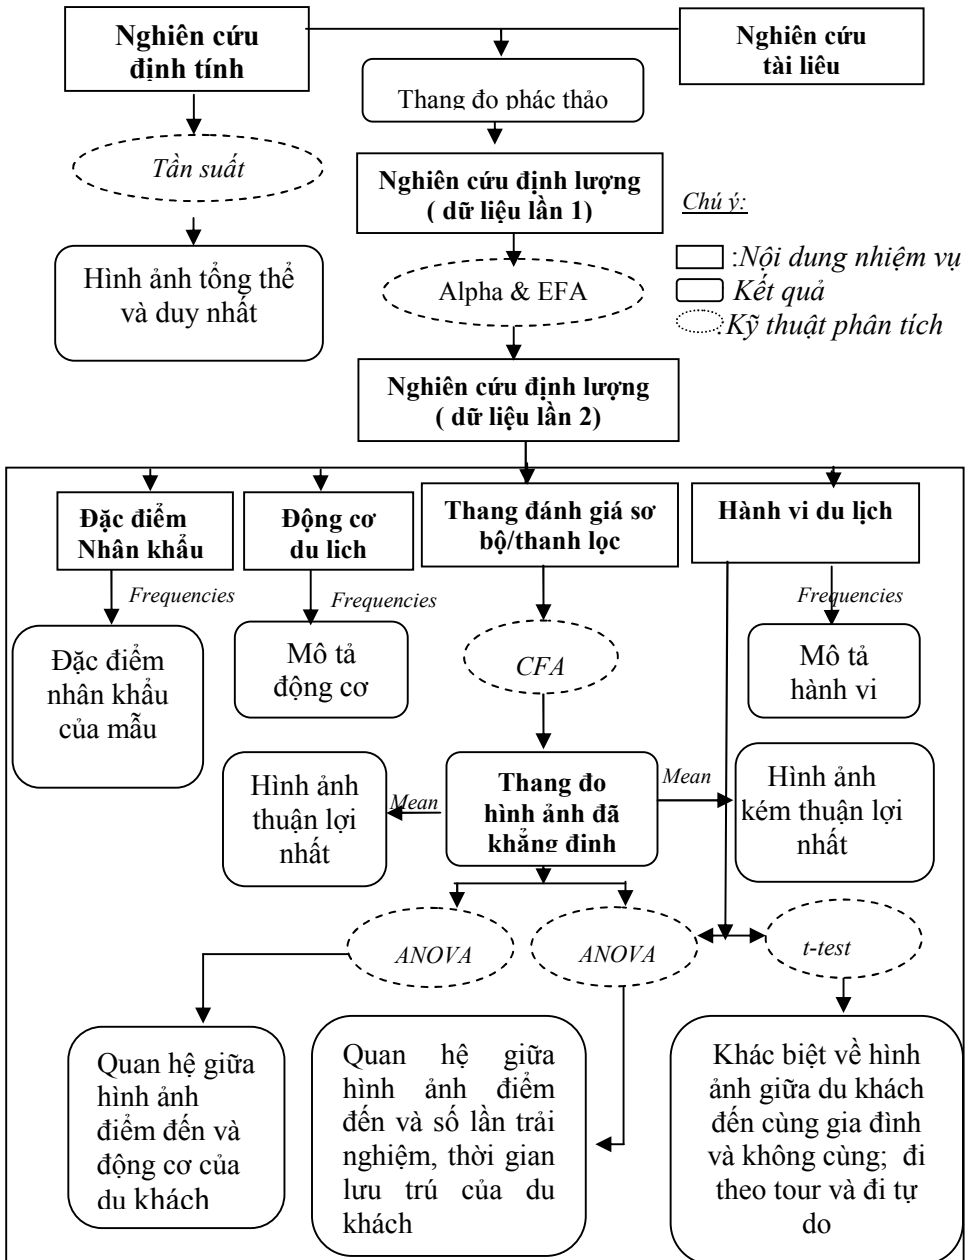 Nghiên cứu
định tính
Nghiên cứu
tài liêu
Thang đo phác thảo
Tần suất
Nghiên cứu định lượng
( dữ liệu lần 1)
Chú ý:
:Nội dung nhiệm vụ
Kết quả
:Kỹ thuật phân tích
Hình ảnh tổng thể
và duy nhất
Alpha & EFA
Nghiên cứu định lượng
( dữ liệu lần 2)
Đặc điểm
Nhân khẩu
Động cơ
du lich
Thang đánh giá sơ
bộ/thanh lọc
Hành vi du lịch
Frequencies
Frequencies
Frequencies
Đặc điểm
nhân khẩu
của mẫu
Mô tả
động cơ
CFA
Mô tả
hành vi
Hình ảnh
thuận lợi
nhất
Mean
Thang đo
hình ảnh đã
khẳng đinh
Mean
Hình ảnh
kém thuận lợi
nhất
ANOVA
ANOVA
t-test
Quan hệ giữa
hình ảnh
điểm đến và
động cơ của
du khách
Quan hệ giữa
hình ảnh điểm
đến và số lần trải
nghiệm, thời gian
lưu trú của du
khách
Khác biệt về hình
ảnh giữa du khách
đến cùng gia đình
và không cùng; đi
theo tour và đi tự
do